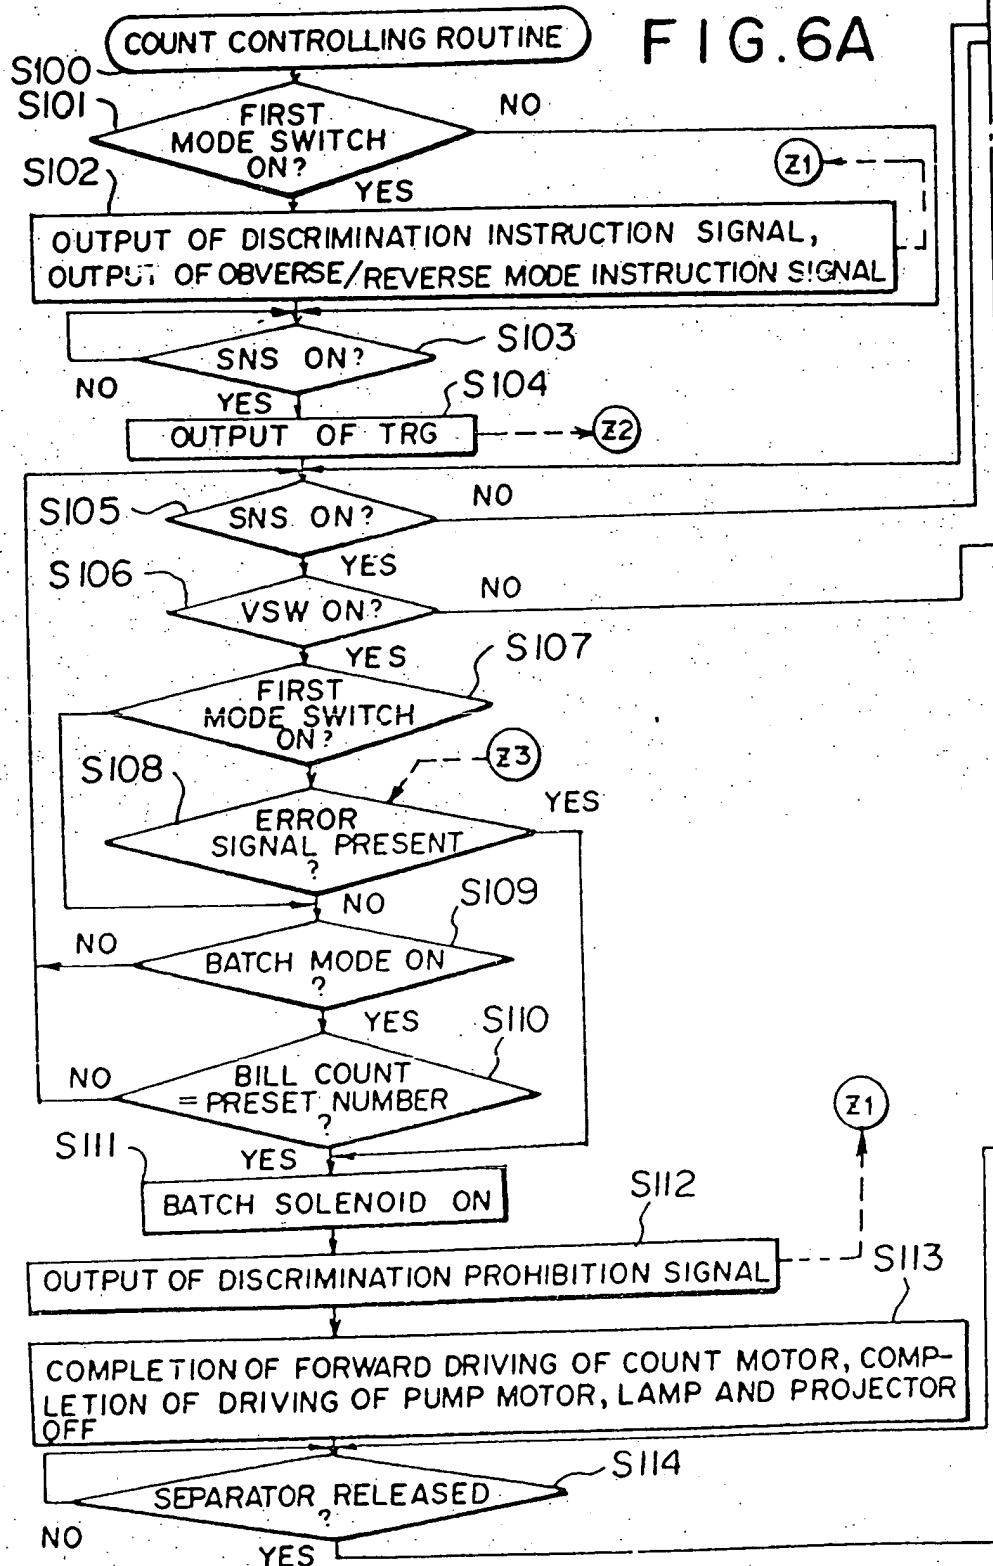 COUNT CONTROLLING ROUTINE
FIG.6A
S100
S101
FIRST
MODE SWITCH
ON?
NO
S102
YES
Z1
OUTPUT OF DISCRIMINATION INSTRUCTION SIGNAL,
OUTPUT OF OBVERSE/REVERSE MODE INSTRUCTION SIGNAL
S103
SNS ON?
NO
YES
S104
OUTPUT OF TRG
Z2
S105
SNS ON?
NO
YES
S106
VSW ON?
NO
YES
S107
FIRST
MODE SWITCH
ON?
S108
Z3
ERROR
SIGNAL PRESENT
?
YES
NO
S109
NO
BATCH MODE ON
?
YES
S110
NO
BILL COUNT
= PRESET NUMBER
?
Z1
S111
YES
BATCH SOLENOID ON
S112
OUTPUT OF DISCRIMINATION PROHIBITION SIGNAL
S113
COMPLETION OF FORWARD DRIVING OF COUNT MOTOR, COMP-
LETION OF DRIVING OF PUMP MOTOR, LAMP AND PROJECTOR
OFF
S114
SEPARATOR RELEASED
?
NO
YES